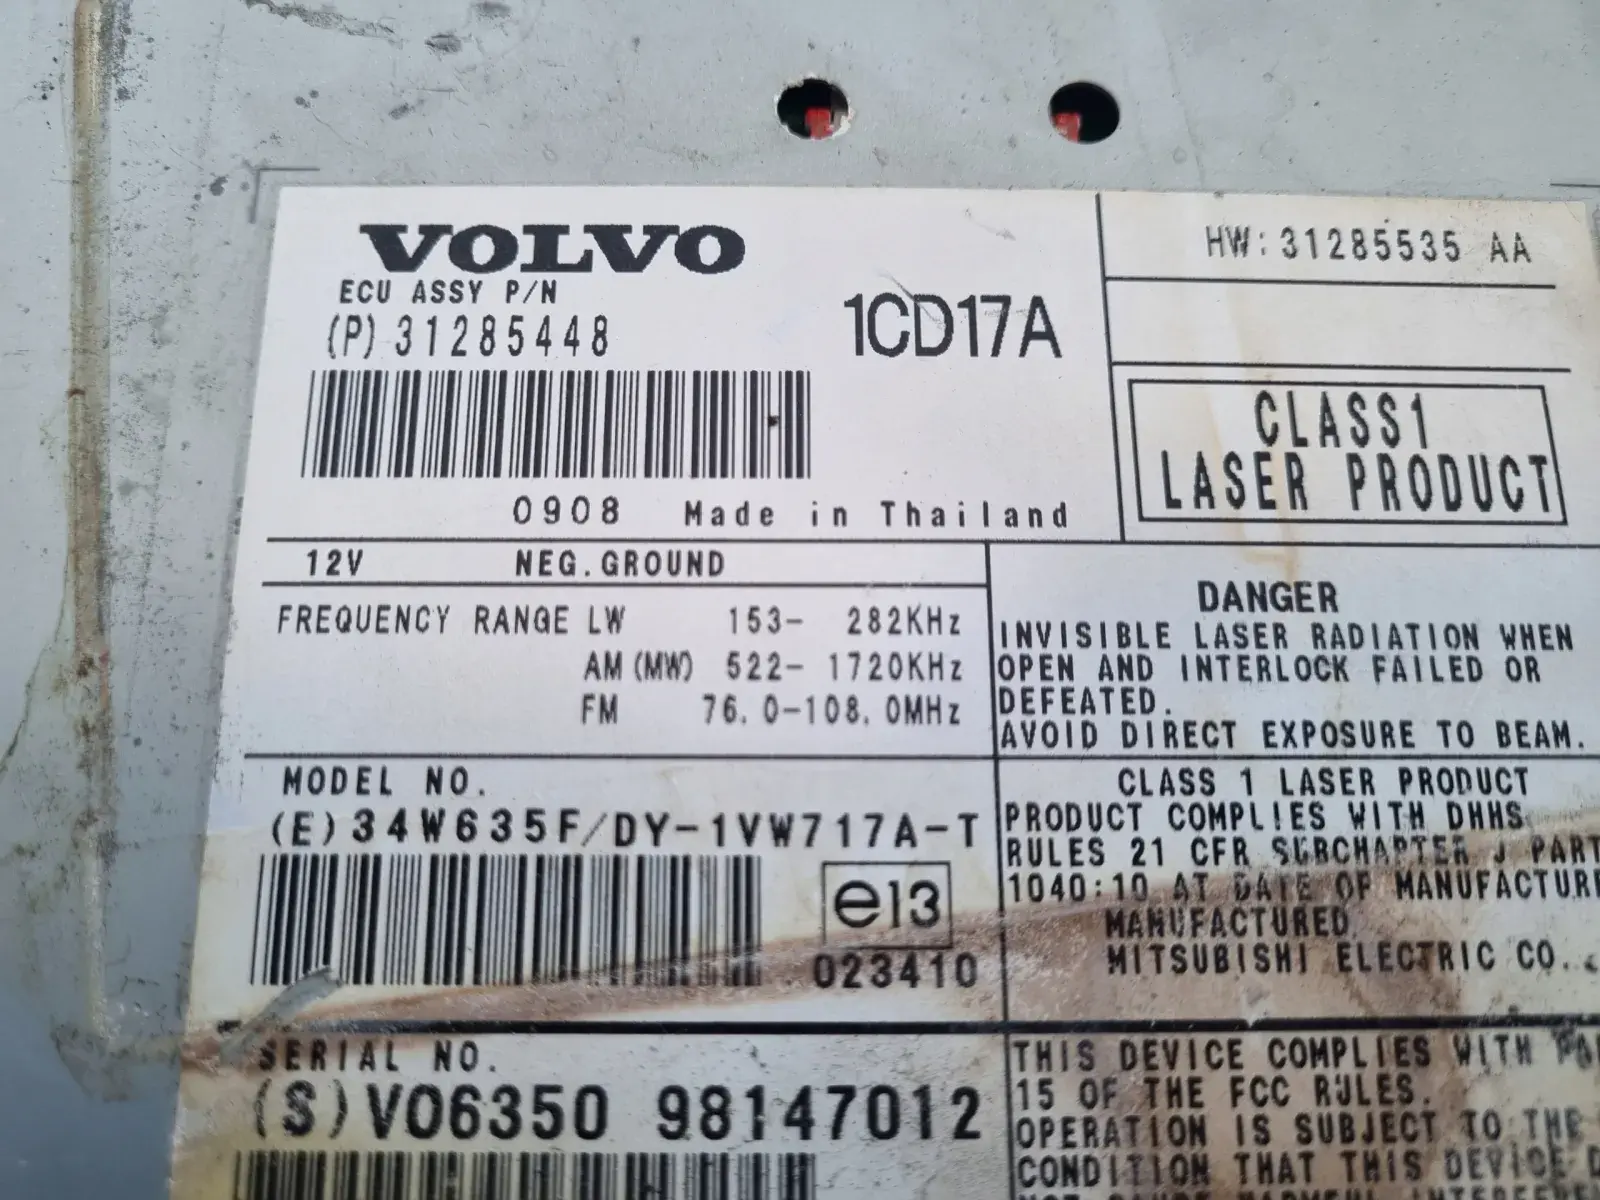 VOLVO
ECU ASSY P/N
(P) 31285448
1CD17A
0908 Made in Thailand
HW:31285535 AA
CLASS1
LASER PRODUCT
12V NEG.GROUND
FREQUENCY RANGE LW 153- 282KHz
AM (MW) 522- 1720KHz
FM 76.0-108.0MHz
DANGER
INVISIBLE LASER RADIATION WHEN
OPEN AND INTERLOCK FAILED OR
DEFEATED.
AVOID DIRECT EXPOSURE TO BEAM.
MODEL NO.
(E)34W635F/DY-1VW717A-T
e13
023410
CLASS 1 LASER PRODUCT
PRODUCT COMPLIES WITH DHHS
RULES 21 CFR SUBCHAPTER J PART
1040:10 AT DATE OF MANUFACTURE
MANUFACTURED
MITSUBISHI ELECTRIC CO.
SERIAL NO.
(S)V06350 98147012
THIS DEVICE COMPLIES WITH
15 OF THE FCC RULES.
OPERATION IS SUBJECT TO THE
CONDITION THAT THIS DEVICE